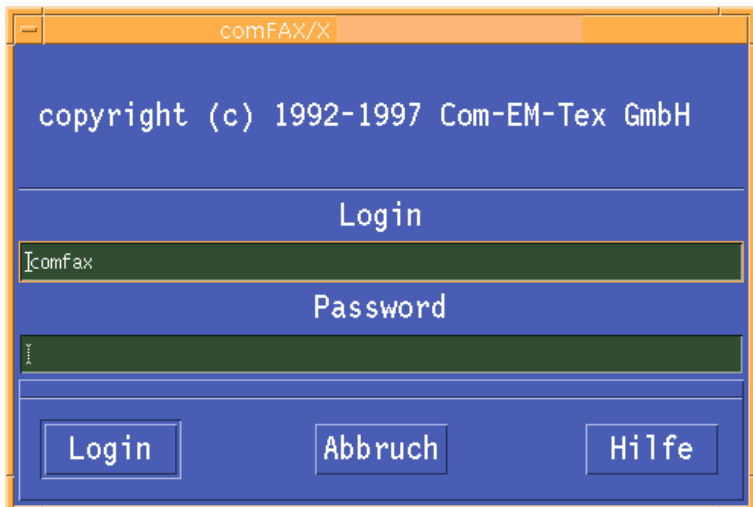 comFAX/X
copyright (c) 1992-1997 Com-EM-Tex GmbH
Login
comfax
Password
Login Abbruch Hilfe